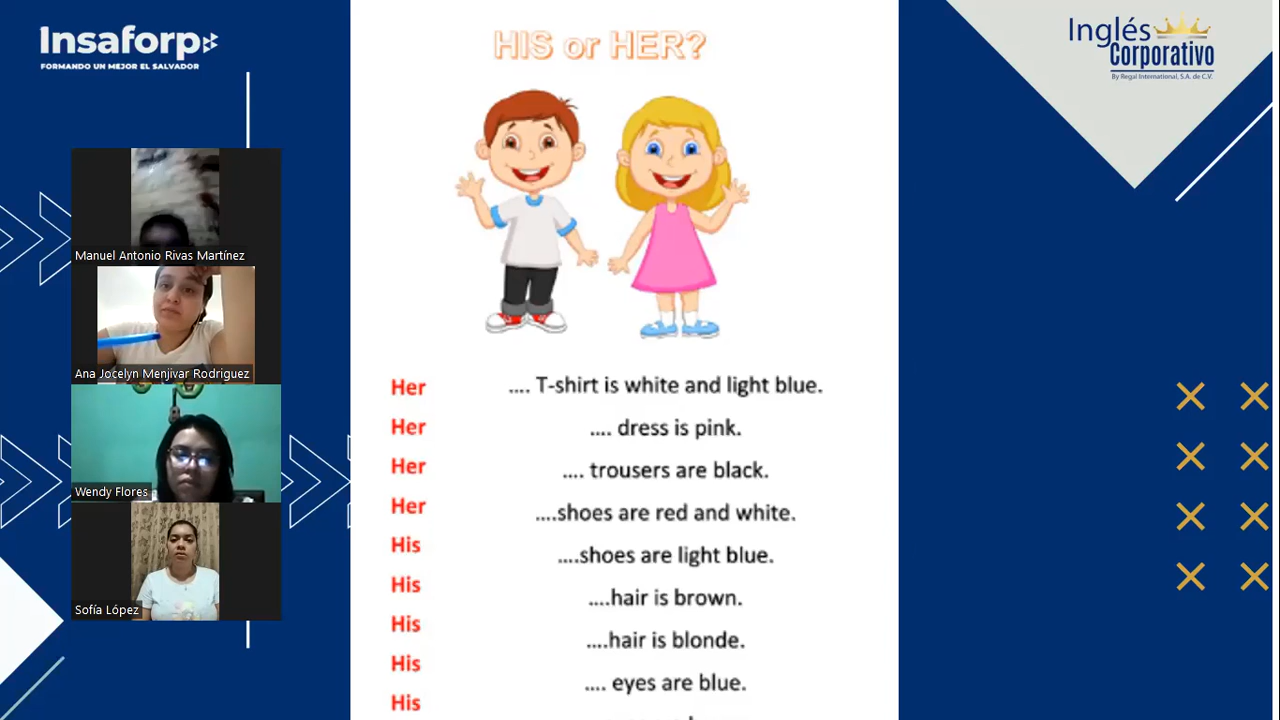 Insaforp
FORMANDO UN MEJOR EL SALVADOR
HIS or HER?
Inglés
Corporativo
By Regal International, S.A. de C.V.
Manuel Antonio Rivas Martínez
Ana Jocelyn Menjivar Rodriguez
Wendy Flores
Sofía López
Her
Her
Her
Her
His
His
His
His
His
.... T-shirt is white and light blue.
.... dress is pink.
.... trousers are black.
....shoes are red and white.
....shoes are light blue.
....hair is brown.
....hair is blonde.
.... eyes are blue.